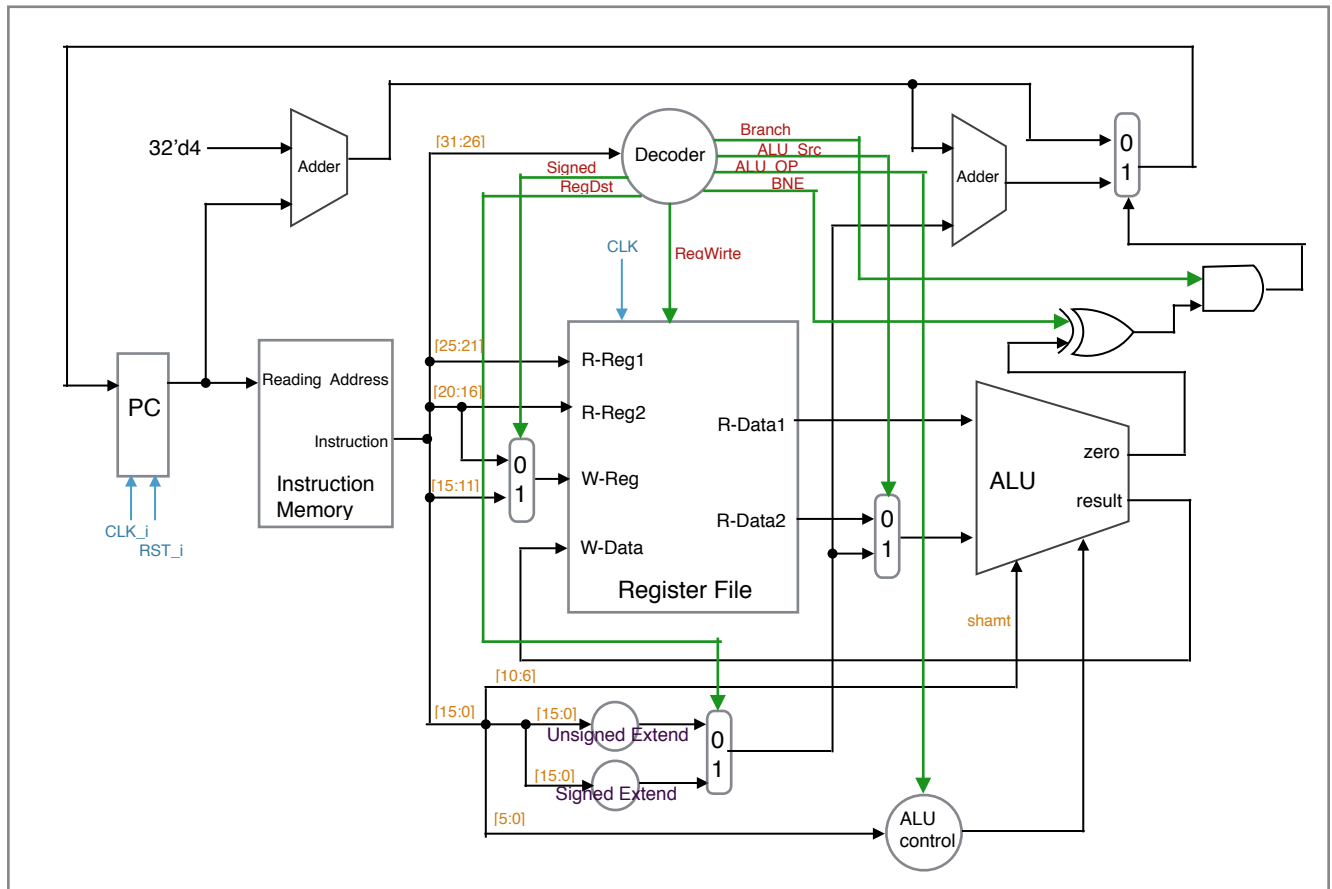 32'd4
Adder
[31:26]
Decoder
Signed
RegDst
Branch
ALU_Src
ALU_OP
BNE
Adder
0
1
CLK
RegWirte
PC
CLK_i
RST_i
Reading Address
Instruction
Instruction
Memory
[25:21]
[20:16]
[15:11]
0
1
R-Reg1
R-Reg2
W-Reg
W-Data
R-Data1
R-Data2
Register File
0
1
ALU
zero
result
shamt
[10:6]
[15:0]
[15:0]
Unsigned Extend
[15:0]
Signed Extend
0
1
[5:0]
ALU
control